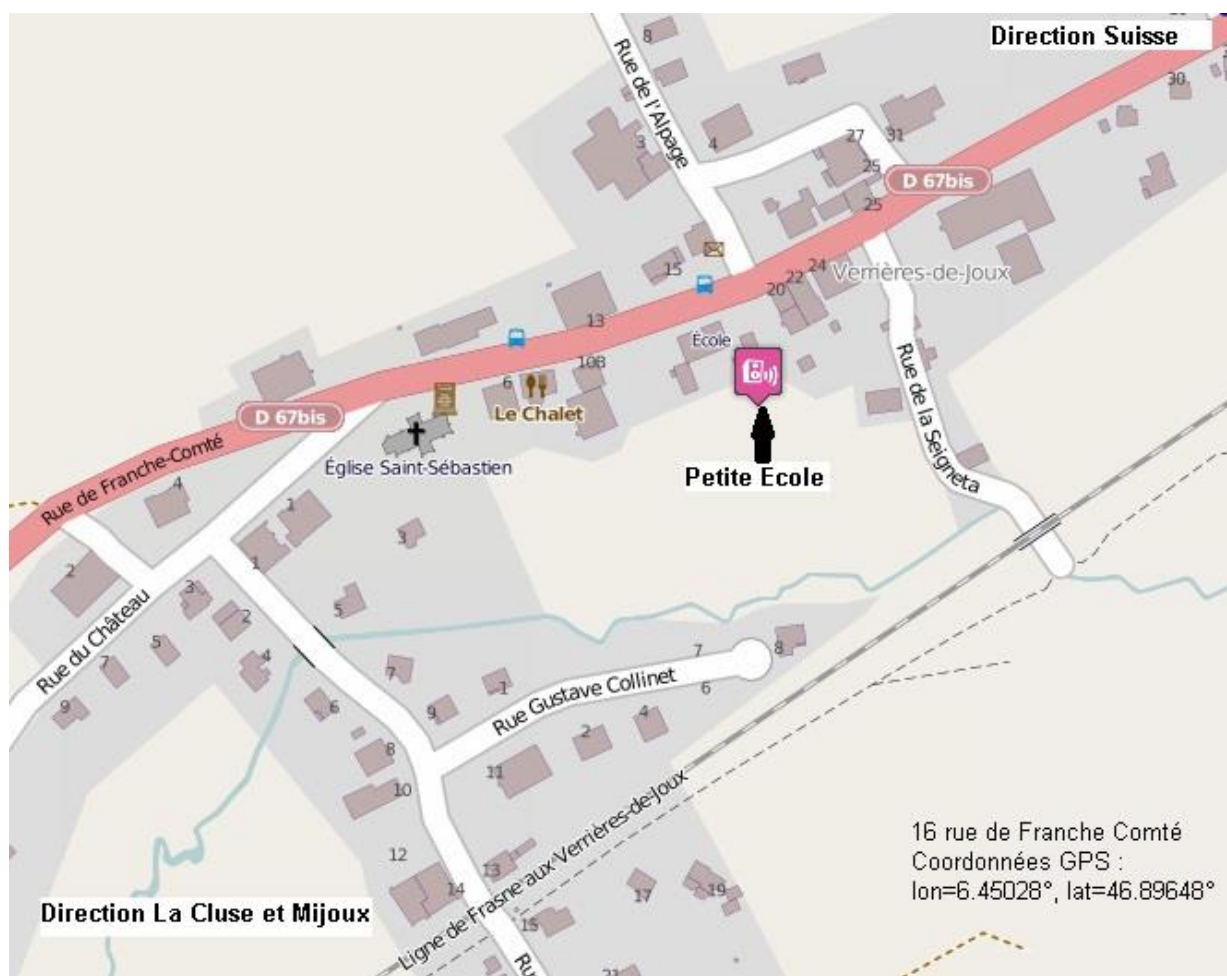 Direction Suisse
8
30
Rue de l'Alpage
3
4
27
31
25
D 67bis
25
15
24
22
20
Verrières-de-Joux
13
École
10B
6
Le Chalet
D 67bis
Rue de Franche-Comté
Église Saint-Sébastien
Petite Ecole
Rue de la Seigneta
4
1
3
1
2
3
5
2
5
4
7
Rue du Château
9
7
6
9
1
Rue Gustave Collinet
7
6
8
2
4
8
11
10
12
14
13
15
17
19
21
Ru
Ligne de Frasne aux Verrières-de-Joux
16 rue de Franche Comté
Coordonnées GPS :
lon=6.45028°, lat=46.89648°
Direction La Cluse et Mijoux